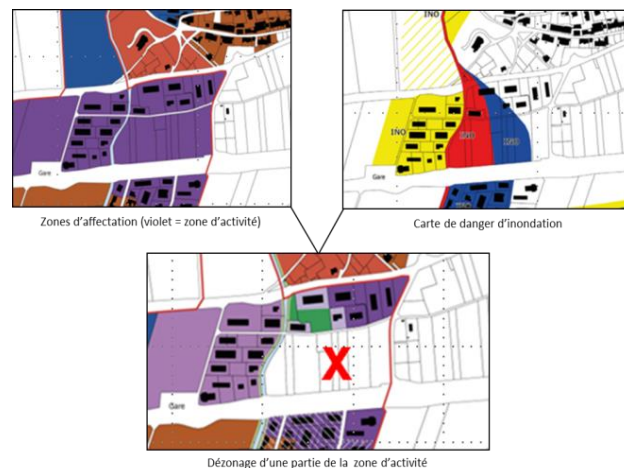 Gare
Zones d'affectation (violet = zone d'activité)
INO
INO
INO
INO
Gare
Carte de danger d'inondation
Gare
X
Dézonage d'une partie de la zone d'activité